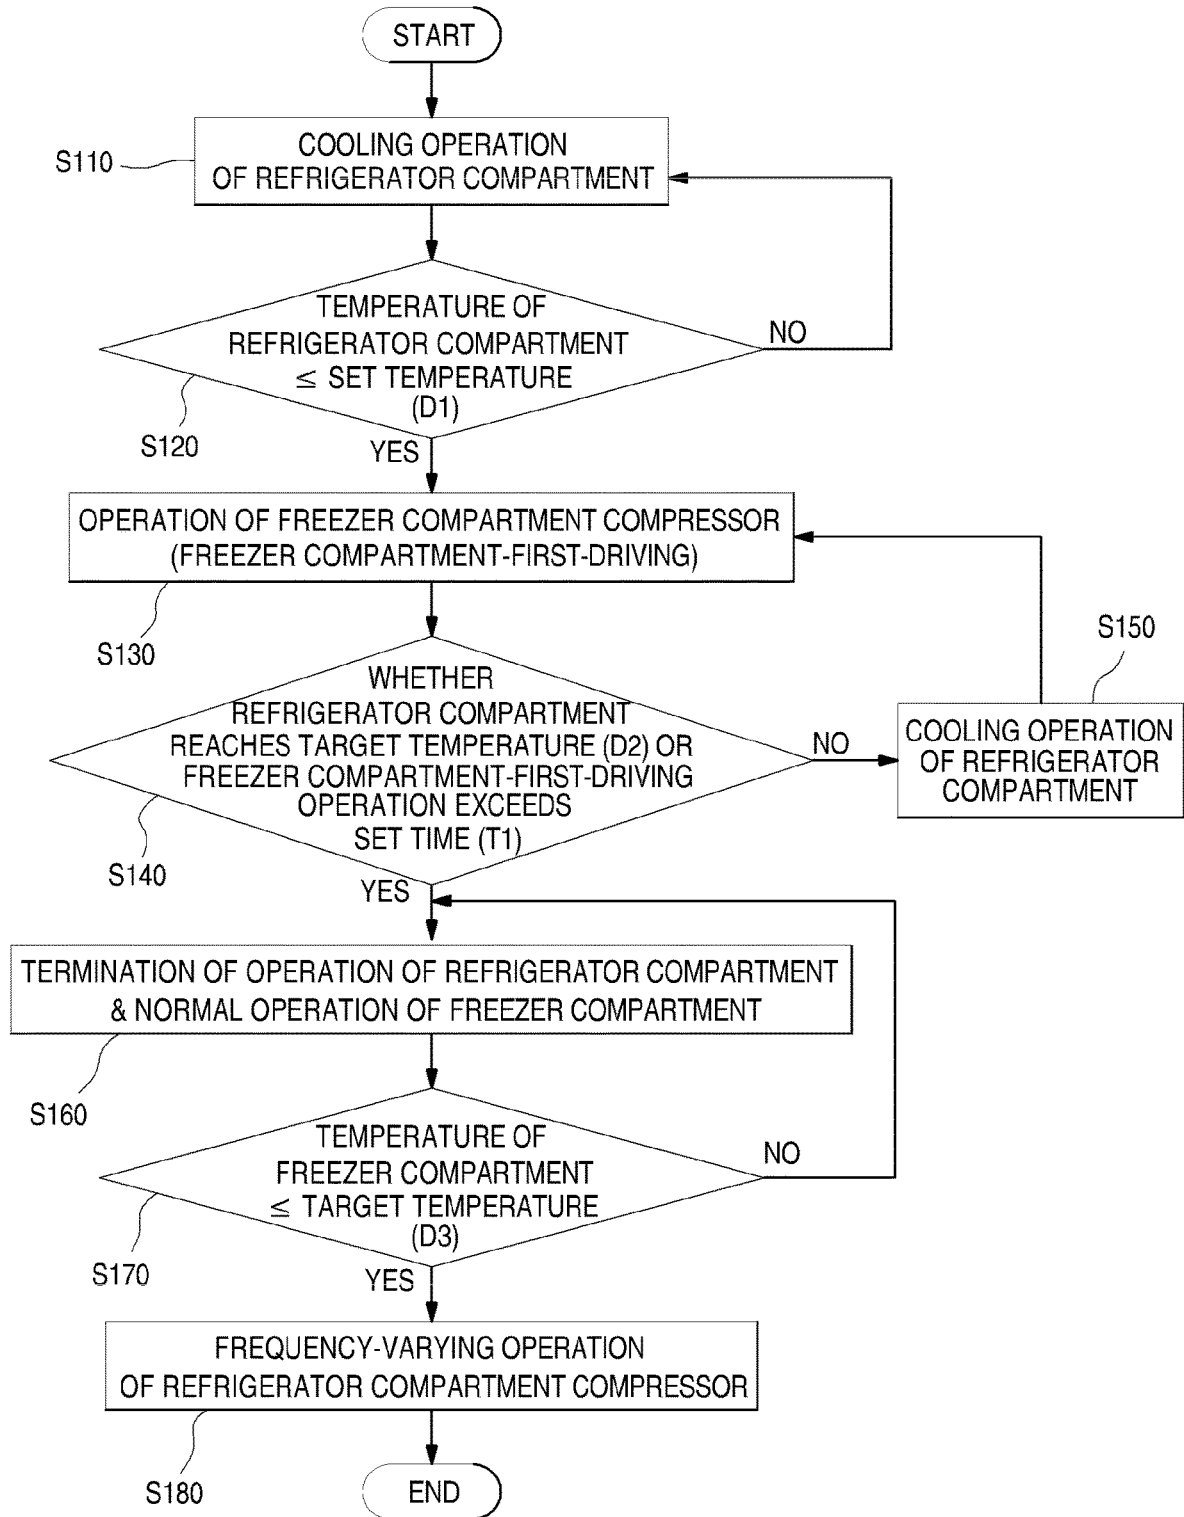 START
S110
COOLING OPERATION
OF REFRIGERATOR COMPARTMENT
TEMPERATURE OF
REFRIGERATOR COMPARTMENT
≤ SET TEMPERATURE
(D1)
NO
S120
YES
OPERATION OF FREEZER COMPARTMENT COMPRESSOR
(FREEZER COMPARTMENT-FIRST-DRIVING)
S130
WHETHER
REFRIGERATOR COMPARTMENT
REACHES TARGET TEMPERATURE (D2) OR
FREEZER COMPARTMENT-FIRST-DRIVING
OPERATION EXCEEDS
SET TIME (T1)
NO
S150
COOLING OPERATION
OF REFRIGERATOR
COMPARTMENT
S140
YES
TERMINATION OF OPERATION OF REFRIGERATOR COMPARTMENT
& NORMAL OPERATION OF FREEZER COMPARTMENT
S160
TEMPERATURE OF
FREEZER COMPARTMENT
≤ TARGET TEMPERATURE
(D3)
NO
S170
YES
FREQUENCY-VARYING OPERATION
OF REFRIGERATOR COMPARTMENT COMPRESSOR
S180
END